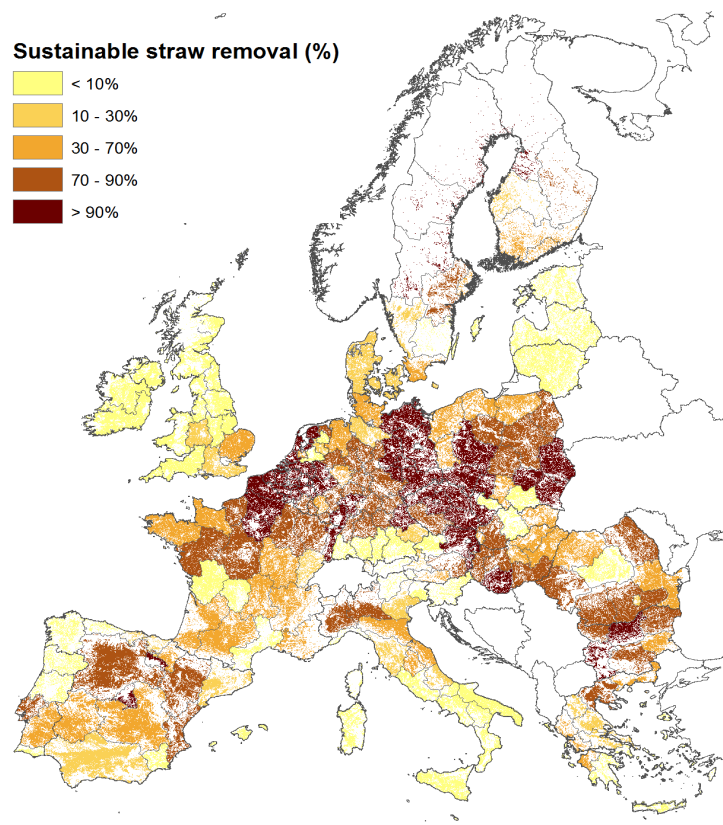 Sustainable straw removal (%)
< 10%
10 - 30%
30 - 70%
70 - 90%
> 90%